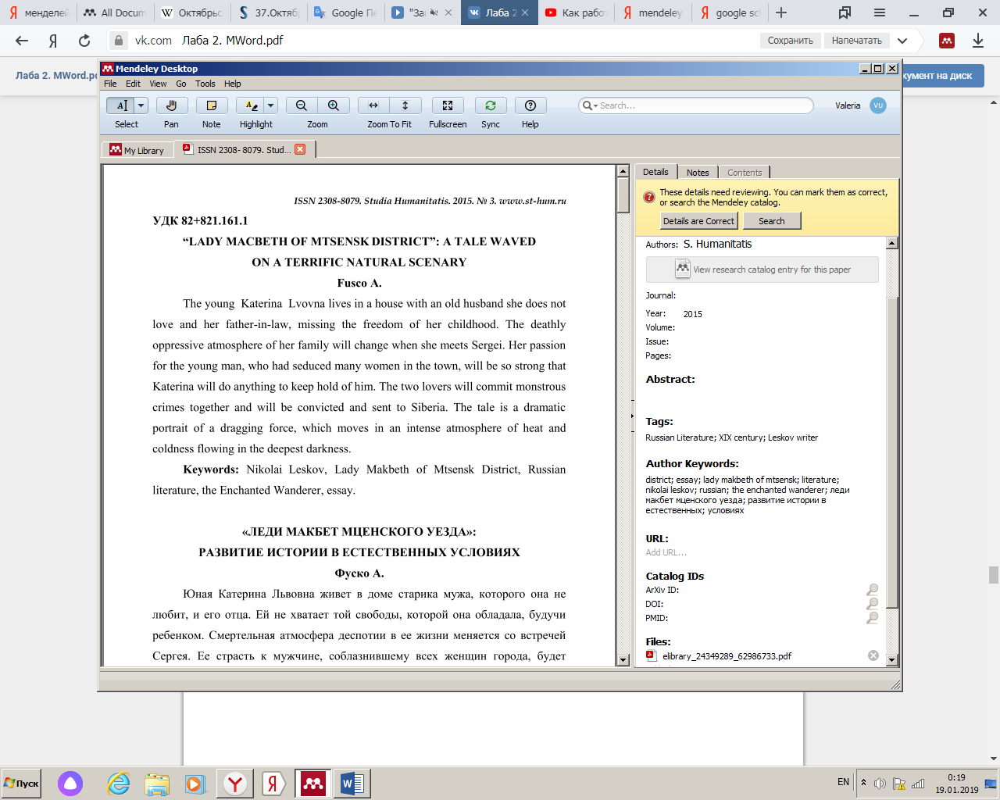 менделей
All Docum
Октябрьс
37.Октяб
Google Пе
"За
Лаба 2
Как рабо
mendeley
google sc
vk.com Лаба 2. MWord.pdf
Сохранить
Напечатать
Лаба 2. MWord.pd
кумент на диск
Mendeley Desktop
File Edit View Go Tools Help
Search...
Valeria VU
Select Pan Note Highlight Zoom Zoom To Fit Fullscreen Sync Help
My Library
ISSN 2308- 8079. Stud...
ISSN 2308-8079. Studia Humanitatis. 2015. № 3. www.st-hum.ru
УДК 82+821.161.1
“LADY MACBETH OF MTSENSK DISTRICT”: A TALE WAVED
ON A TERRIFIC NATURAL SCENARY
Fusco A.
The young Katerina Lvovna lives in a house with an old husband she does not
love and her father-in-law, missing the freedom of her childhood. The deathly
oppressive atmosphere of her family will change when she meets Sergei. Her passion
for the young man, who had seduced many women in the town, will be so strong that
Katerina will do anything to keep hold of him. The two lovers will commit monstrous
crimes together and will be convicted and sent to Siberia. The tale is a dramatic
portrait of a dragging force, which moves in an intense atmosphere of heat and
coldness flowing in the deepest darkness.
Keywords: Nikolai Leskov, Lady Makbeth of Mtsensk District, Russian
literature, the Enchanted Wanderer, essay.
«ЛЕДИ МАКБЕТ МЦЕНСКОГО УЕЗДА»:
РАЗВИТИЕ ИСТОРИИ В ЕСТЕСТВЕННЫХ УСЛОВИЯХ
Фуско А.
Юная Катерина Львовна живет в доме старика мужа, которого она не
любит, и его отца. Ей не хватает той свободы, которой она обладала, будучи
ребенком. Смертельная атмосфера деспотии в ее жизни меняется со встречей
Сергея. Ее страсть к мужчине, соблазнившему всех женщин города, будет
Details Notes Contents
These details need reviewing. You can mark them as correct,
or search the Mendeley catalog.
Details are Correct
Search
Authors: S. Humanitatis
View research catalog entry for this paper
Journal:
Year: 2015
Volume:
Issue:
Pages:
Abstract:
Tags:
Russian Literature; XIX century; Leskov writer
Author Keywords:
district; essay; lady makbeth of mtsensk; literature;
nikolai leskov; russian; the enchanted wanderer; леди
макбет мценского уезда; развитие истории в
естественных; условиях
URL:
Add URL...
Catalog IDs
ArXiv ID:
DOI:
PMID:
Files:
elibrary_24349289_62986733.pdf
Пуск
EN
0:19
19.01.2019